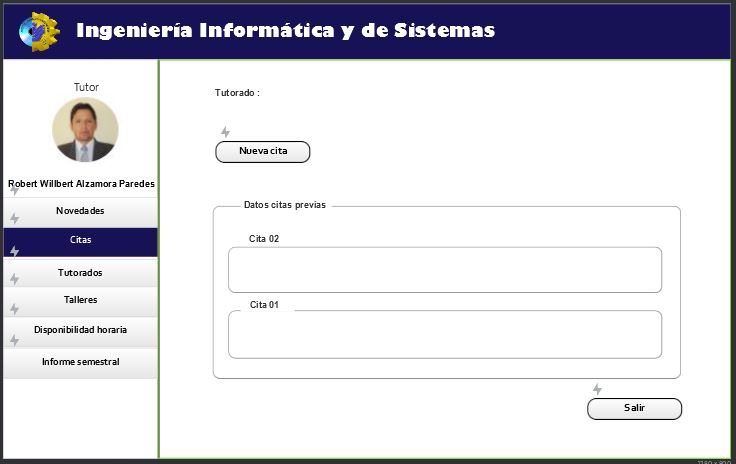 Ingeniería Informática y de Sistemas
Tutor
Robert Willbert Alzamora Paredes
Novedades
Citas
Tutorados
Talleres
Disponibilidad horaria
Informe semestral
Tutorado :
Nueva cita
Datos citas previas
Cita 02
Cita 01
Salir